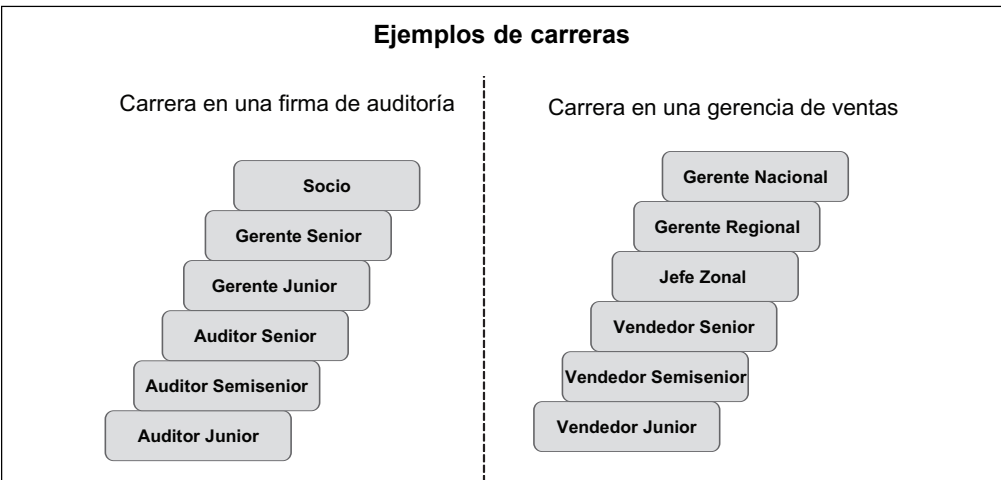 Ejemplos de carreras
Carrera en una firma de auditoría
Socio
Gerente Senior
Gerente Junior
Auditor Senior
Auditor Semisenior
Auditor Junior
Carrera en una gerencia de ventas
Gerente Nacional
Gerente Regional
Jefe Zonal
Vendedor Senior
Vendedor Semisenior
Vendedor Junior